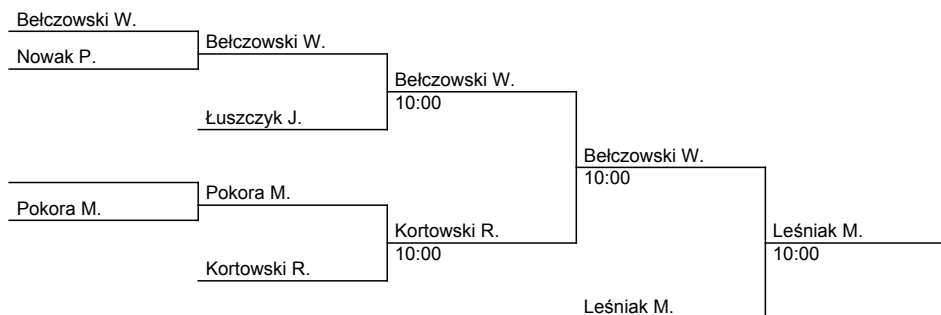 Bełczowski W.
Nowak P.
Bełczowski W.
Bełczowski W.
10:00
Łuszczyk J.
Bełczowski W.
10:00
Pokora M.
Pokora M.
Kortowski R.
10:00
Leśniak M.
10:00
Kortowski R.
Leśniak M.